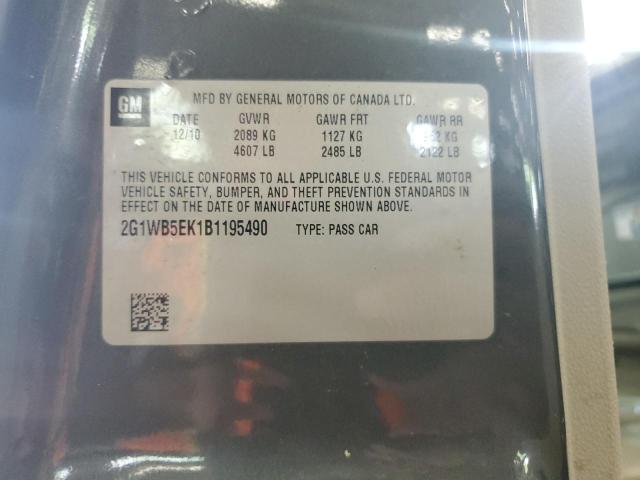 GM
MFD BY GENERAL MOTORS OF CANADA LTD.
DATE GVWR GAWR FRT GAWR RR
12/10 2089 KG 1127 KG 962 KG
4607 LB 2485 LB 2122 LB
THIS VEHICLE CONFORMS TO ALL APPLICABLE U.S. FEDERAL MOTOR
VEHICLE SAFETY, BUMPER, AND THEFT PREVENTION STANDARDS IN
EFFECT ON THE DATE OF MANUFACTURE SHOWN ABOVE.
2G1WB5EK1B1195490 TYPE: PASS CAR